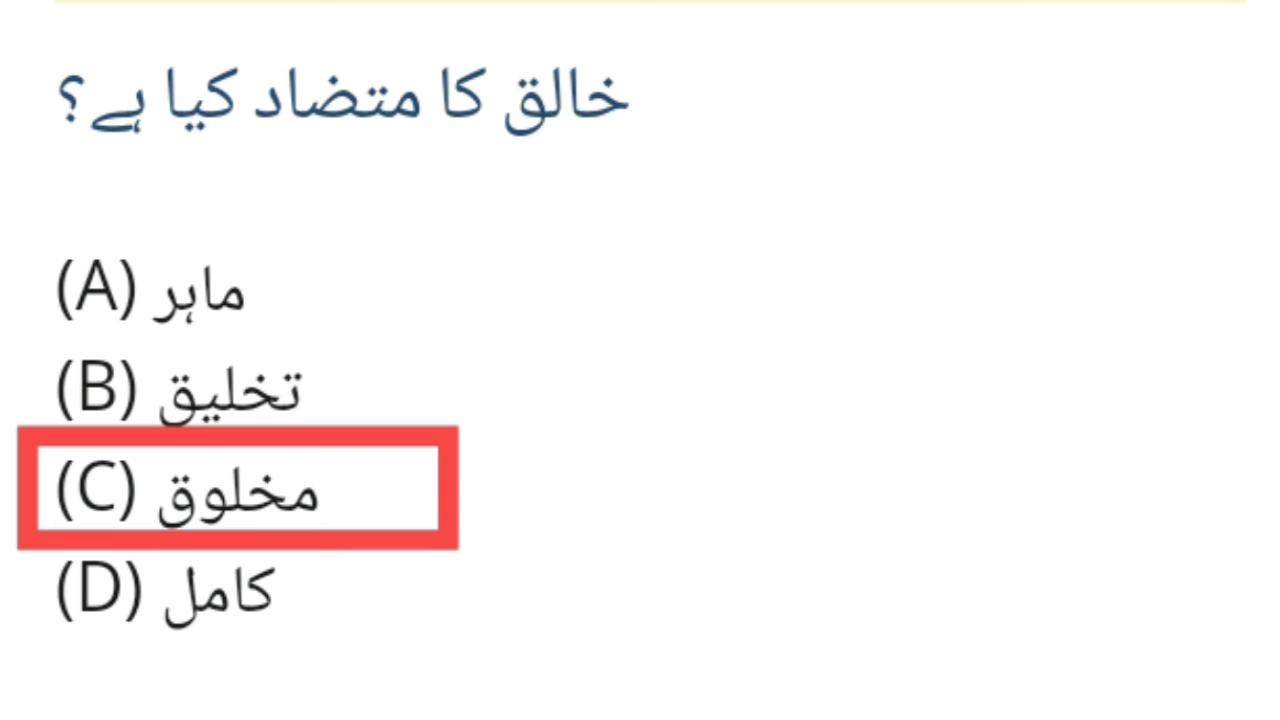 خالق کا متضاد کیا ہے؟
(A) ماہر
(B) تخلیق
(C) مخلوق
(D) کامل